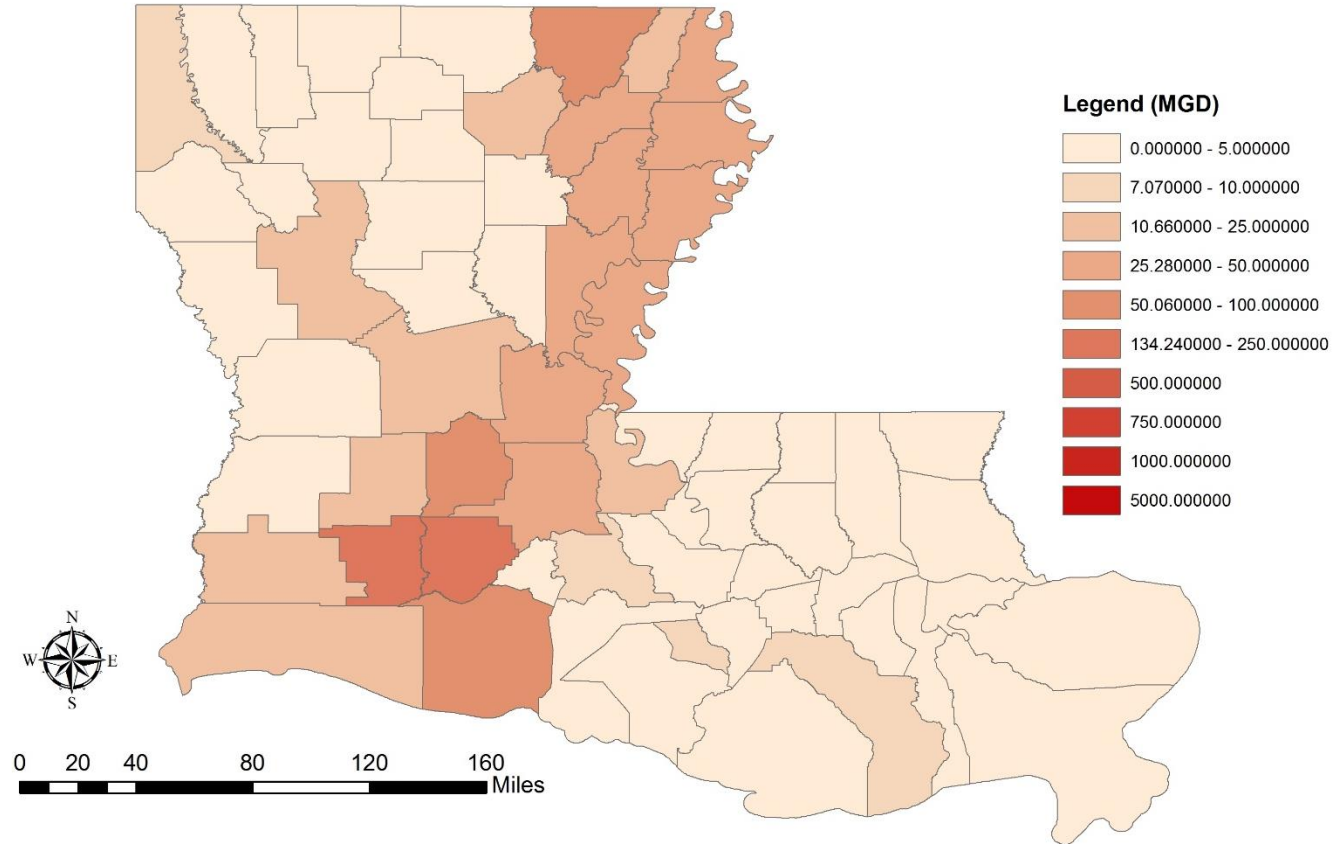 Legend (MGD)
0.000000 - 5.000000
7.070000 - 10.000000
10.660000 - 25.000000
25.280000 - 50.000000
50.060000 - 100.000000
134.240000 - 250.000000
500.000000
750.000000
1000.000000
5000.000000
N
W E
S
0 20 40 80 120 160
Miles